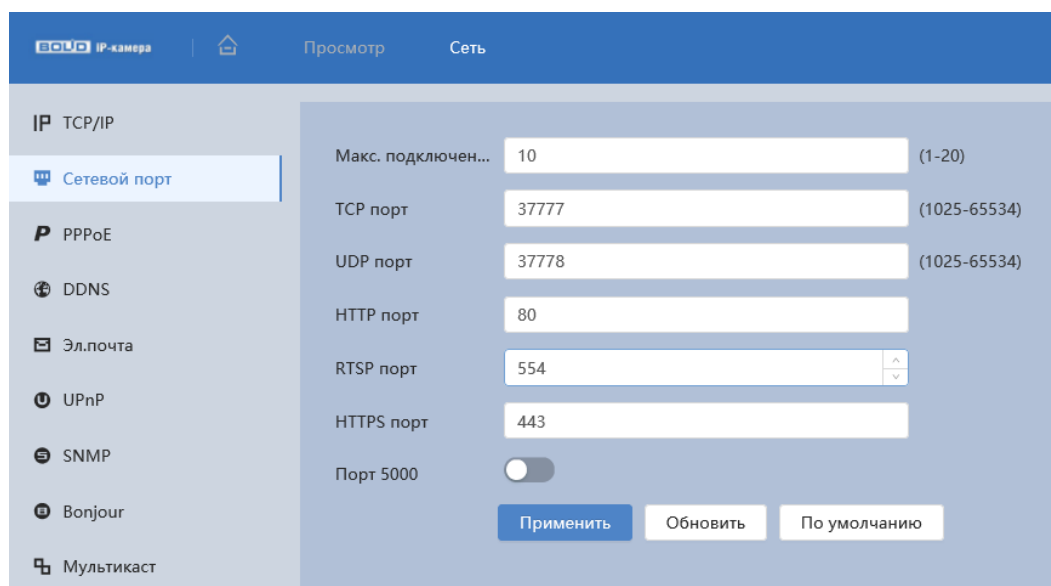 BOLID IP-камера Просмотр Сеть
TCP/IP
Сетевой порт
PPPoE
DDNS
Эл.почта
UPnP
SNMP
Bonjour
Мультикаст
Макс. подключен... 10 (1-20)
TCP порт 37777 (1025-65534)
UDP порт 37778 (1025-65534)
HTTP порт 80
RTSP порт 554
HTTPS порт 443
Порт 5000
Применить Обновить По умолчанию